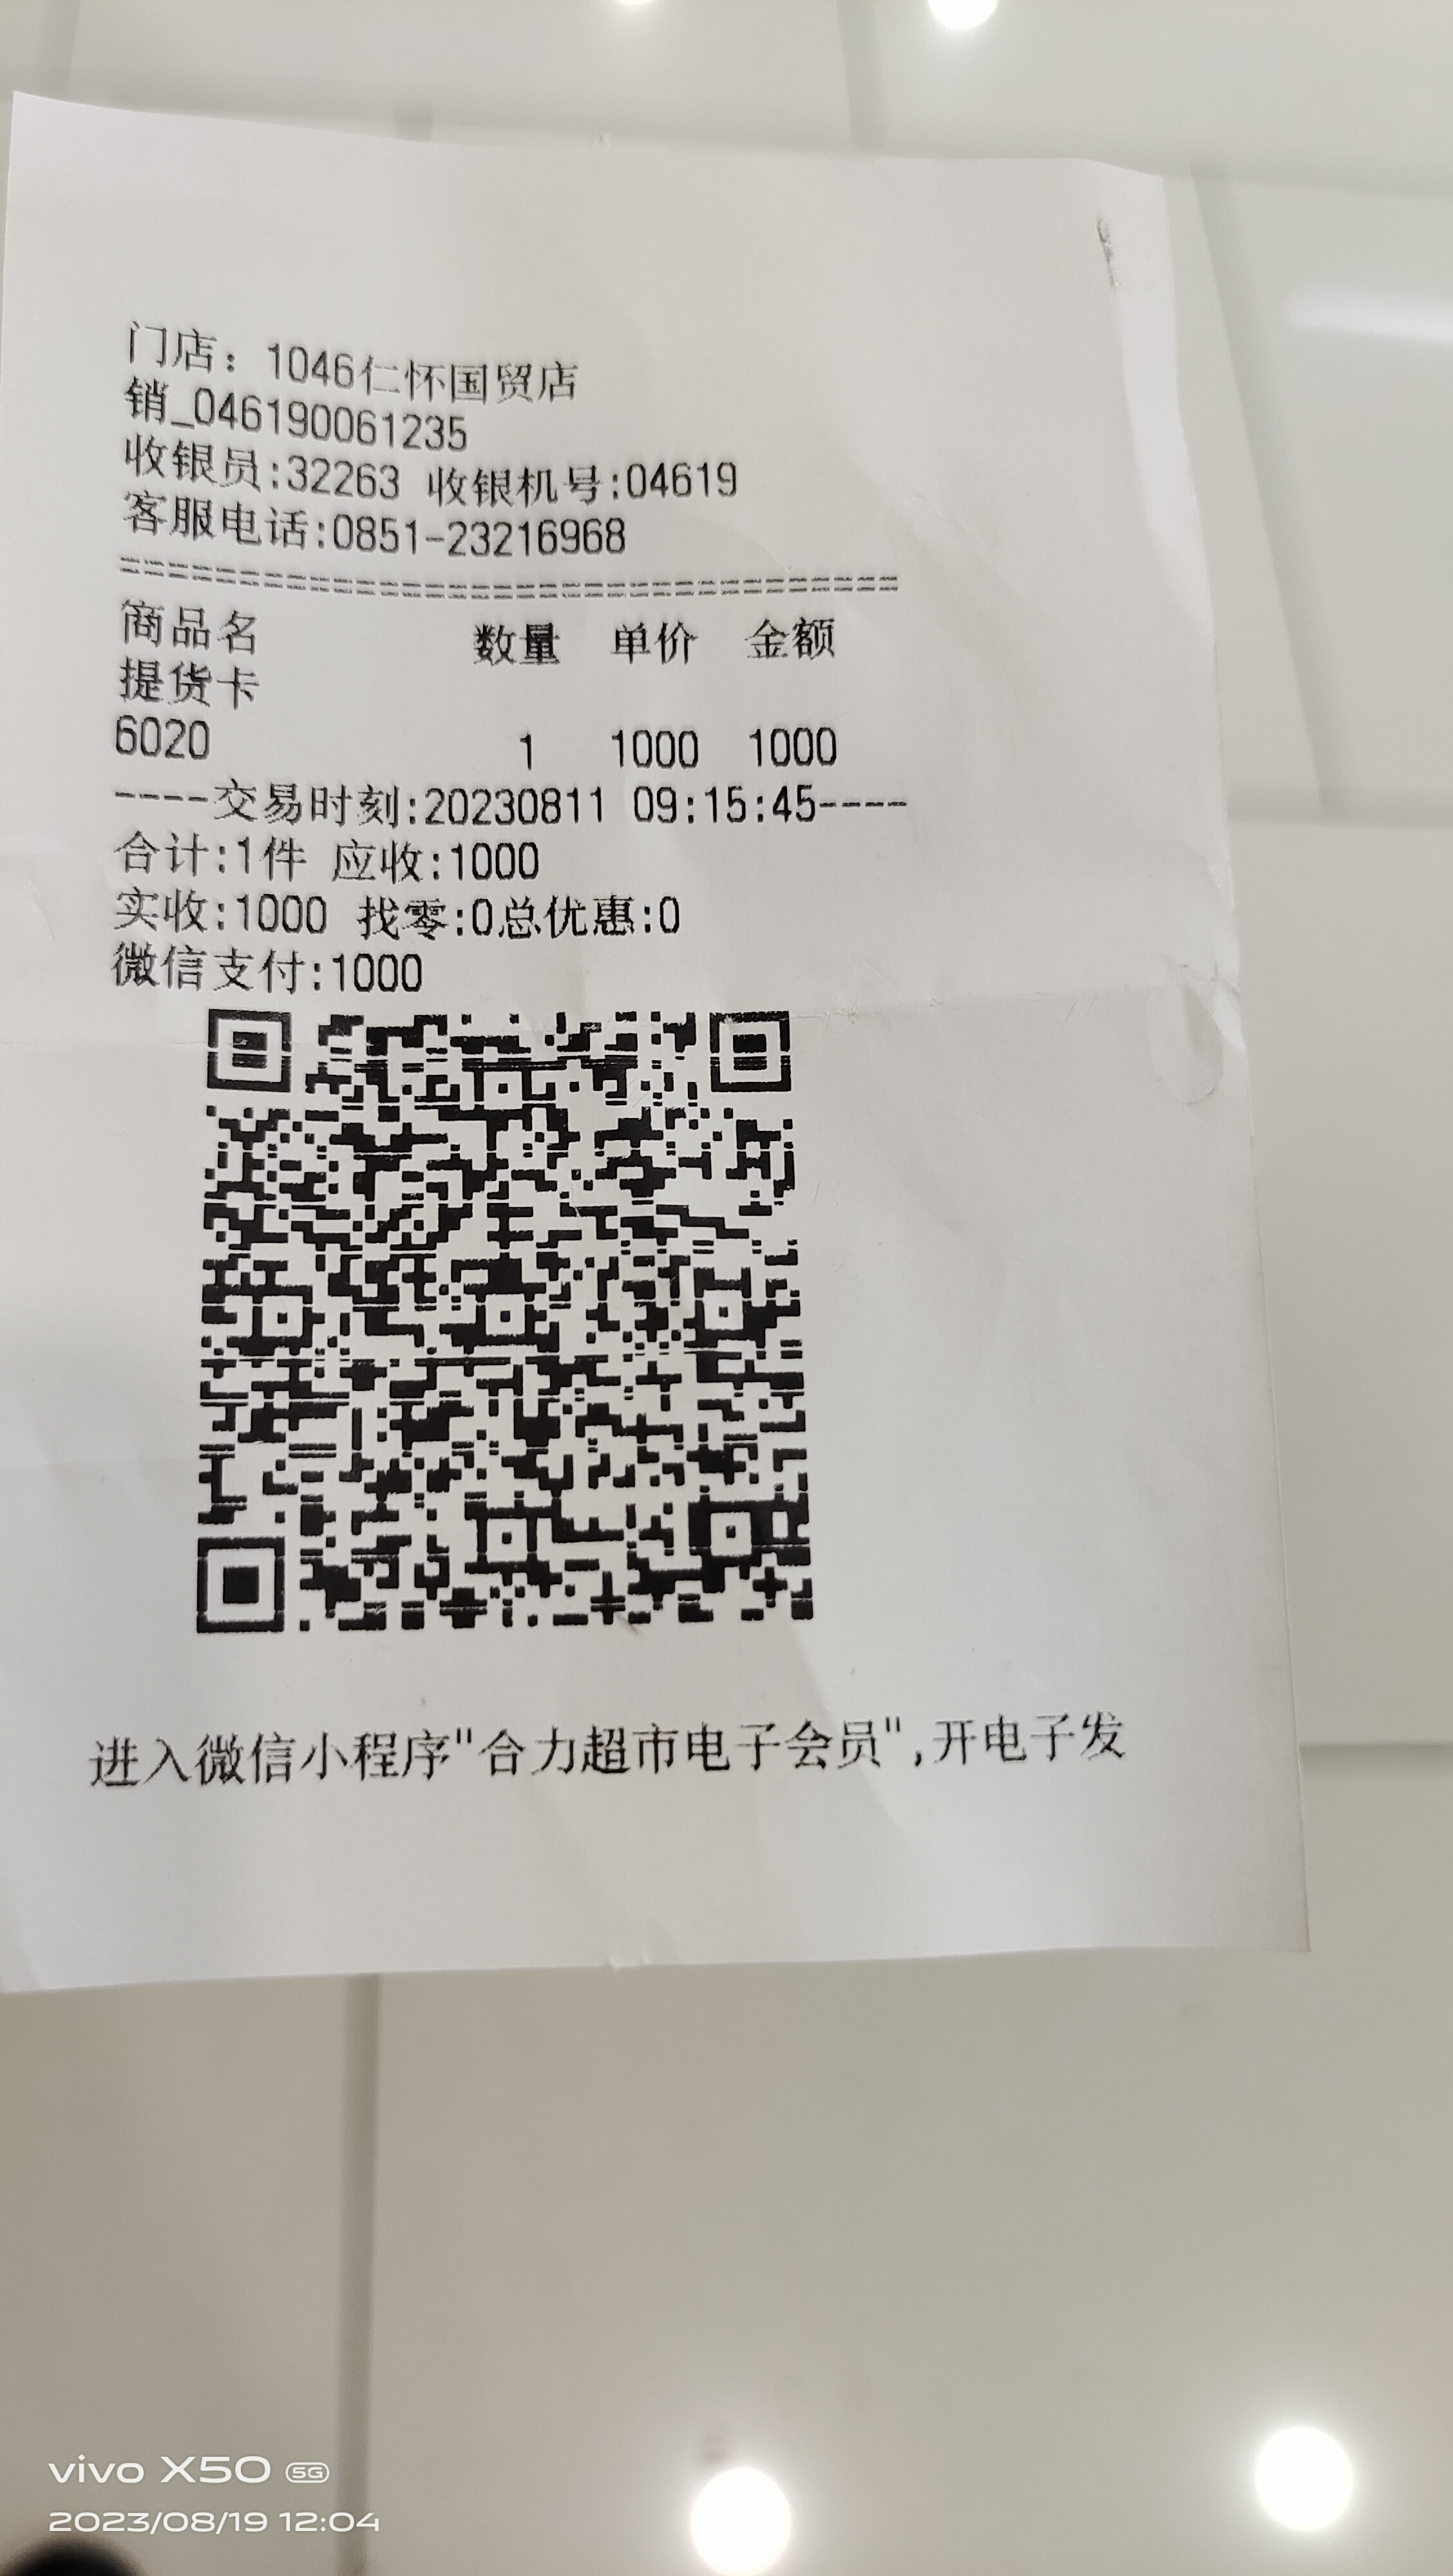 门店：1046仁怀国贸店
销_046190061235
收银员:32263 收银机号:04619
客服电话:0851-23216968
==================================
商品名 数量 单价 金额
提货卡
6020 1 1000 1000
----交易时刻:20230811 09:15:45----
合计:1件 应收:1000
实收:1000 找零:0总优惠:0
微信支付:1000
进入微信小程序"合力超市电子会员",开电子发
vivo X50 5G
2023/08/19 12:04